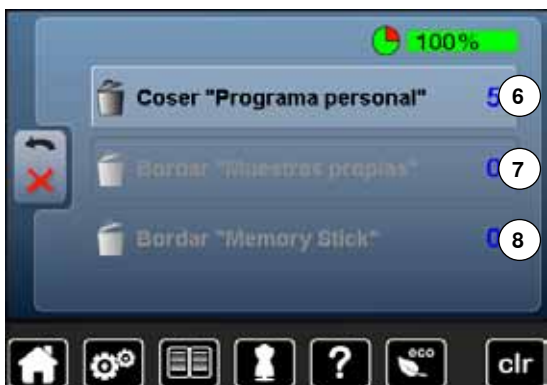 100%
Coser "Programa personal" 5 6
Bordar "Muestras propias" 0 7
Bordar "Memory Stick" 0 8
? eco clr